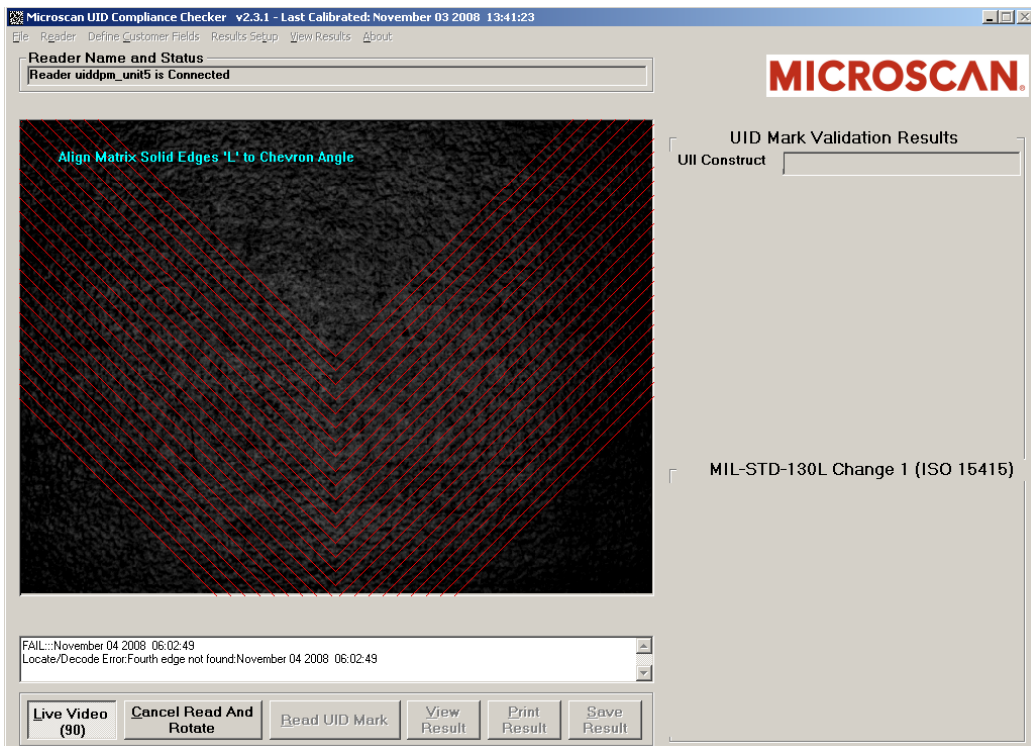 Microscan UID Compliance Checker v2.3.1 - Last Calibrated: November 03 2008 13:41:23
File Reader Define Customer Fields Results Setup View Results About
Reader Name and Status
Reader uiddpm_unit5 is Connected
MICROSCAN®
Align Matrix Solid Edges 'L' to Chevron Angle
UID Mark Validation Results
UII Construct
MIL-STD-130L Change 1 (ISO 15415)
FAIL:::November 04 2008 06:02:49
Locate/Decode Error:Fourth edge not found:November 04 2008 06:02:49
Live Video
(90)
Cancel Read And
Rotate
Read UID Mark
View
Result
Print
Result
Save
Result